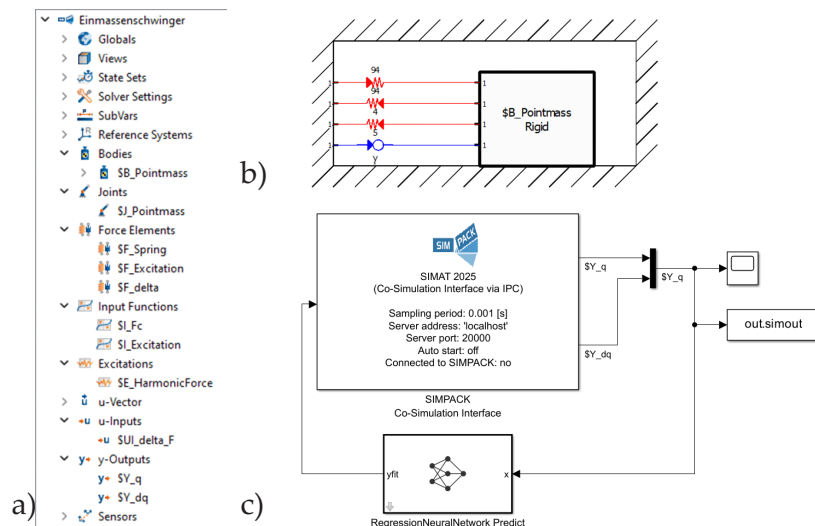 Einmassenschwinger
Globals
Views
State Sets
Solver Settings
SubVars
Reference Systems
Bodies
$B_Pointmass
Joints
$J_Pointmass
Force Elements
$F_Spring
$F_Excitation
$F_delta
Input Functions
$I_Fc
$I_Excitation
Excitations
$E_HarmonicForce
u-Vector
u-Inputs
$UI_delta_F
y-Outputs
$Y_q
$Y_dq
Sensors
a)
b)
94
1 1
94
1 1
4
1 1
5
1 1
y
$B_Pointmass
Rigid
c)
SIMPACK
SIMAT 2025
(Co-Simulation Interface via IPC)
Sampling period: 0.001 [s]
Server address: 'localhost'
Server port: 20000
Auto start: off
Connected to SIMPACK: no
$Y_q
$Y_q
$Y_dq
out.simout
SIMPACK
Co-Simulation Interface
yfit
x
RegressionNeuralNetwork Predict